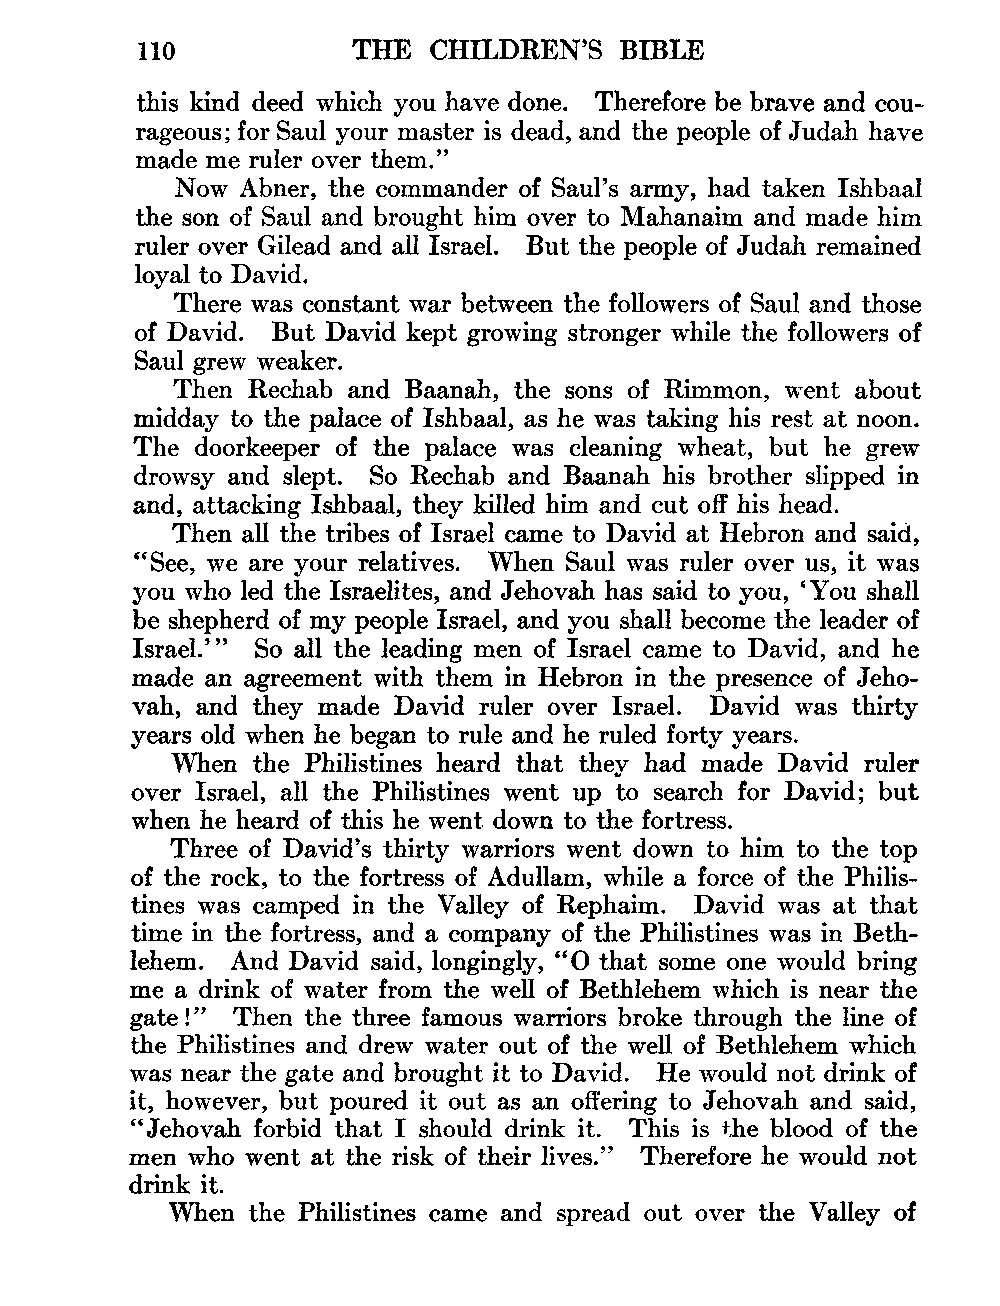 110 THE CHILDREN'S BIBLE
this kind deed which you have done. Therefore be brave and cou-
rageous; for Saul your master is dead, and the people of Judah have
made me ruler over them.”
Now Abner, the commander of Saul's army, had taken Ishbaal
the son of Saul and brought him over to Mahanaim and made him
ruler over Gilead and all Israel. But the people of Judah remained
loyal to David.
There was constant war between the followers of Saul and those
of David. But David kept growing stronger while the followers of
Saul grew weaker.
Then Rechab and Baanah, the sons of Rimmon, went about
midday to the palace of Ishbaal, as he was taking his rest at noon.
The doorkeeper of the palace was cleaning wheat, but he grew
drowsy and slept. So Rechab and Baanah his brother slipped in
and, attacking Ishbaal, they killed him and cut off his head.
Then all the tribes of Israel came to David at Hebron and said,
“See, we are your relatives. When Saul was ruler over us, it was
you who led the Israelites, and Jehovah has said to you, ‘You shall
be shepherd of my people Israel, and you shall become the leader of
Israel.’” So all the leading men of Israel came to David, and he
made an agreement with them in Hebron in the presence of Jeho-
vah, and they made David ruler over Israel. David was thirty
years old when he began to rule and he ruled forty years.
When the Philistines heard that they had made David ruler
over Israel, all the Philistines went up to search for David; but
when he heard of this he went down to the fortress.
Three of David's thirty warriors went down to him to the top
of the rock, to the fortress of Adullam, while a force of the Philis-
tines was camped in the Valley of Rephaim. David was at that
time in the fortress, and a company of the Philistines was in Beth-
lehem. And David said, longingly, “O that some one would bring
me a drink of water from the well of Bethlehem which is near the
gate!” Then the three famous warriors broke through the line of
the Philistines and drew water out of the well of Bethlehem which
was near the gate and brought it to David. He would not drink of
it, however, but poured it out as an offering to Jehovah and said,
“Jehovah forbid that I should drink it. This is the blood of the
men who went at the risk of their lives.” Therefore he would not
drink it.
When the Philistines came and spread out over the Valley of